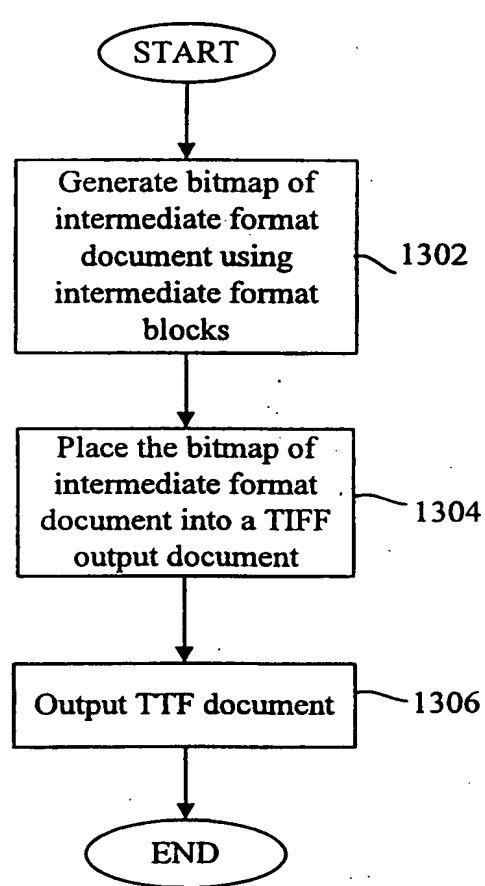 START
Generate bitmap of
intermediate format
document using
intermediate format
blocks
1302
Place the bitmap of
intermediate format
document into a TIFF
output document
1304
Output TTF document
1306
END